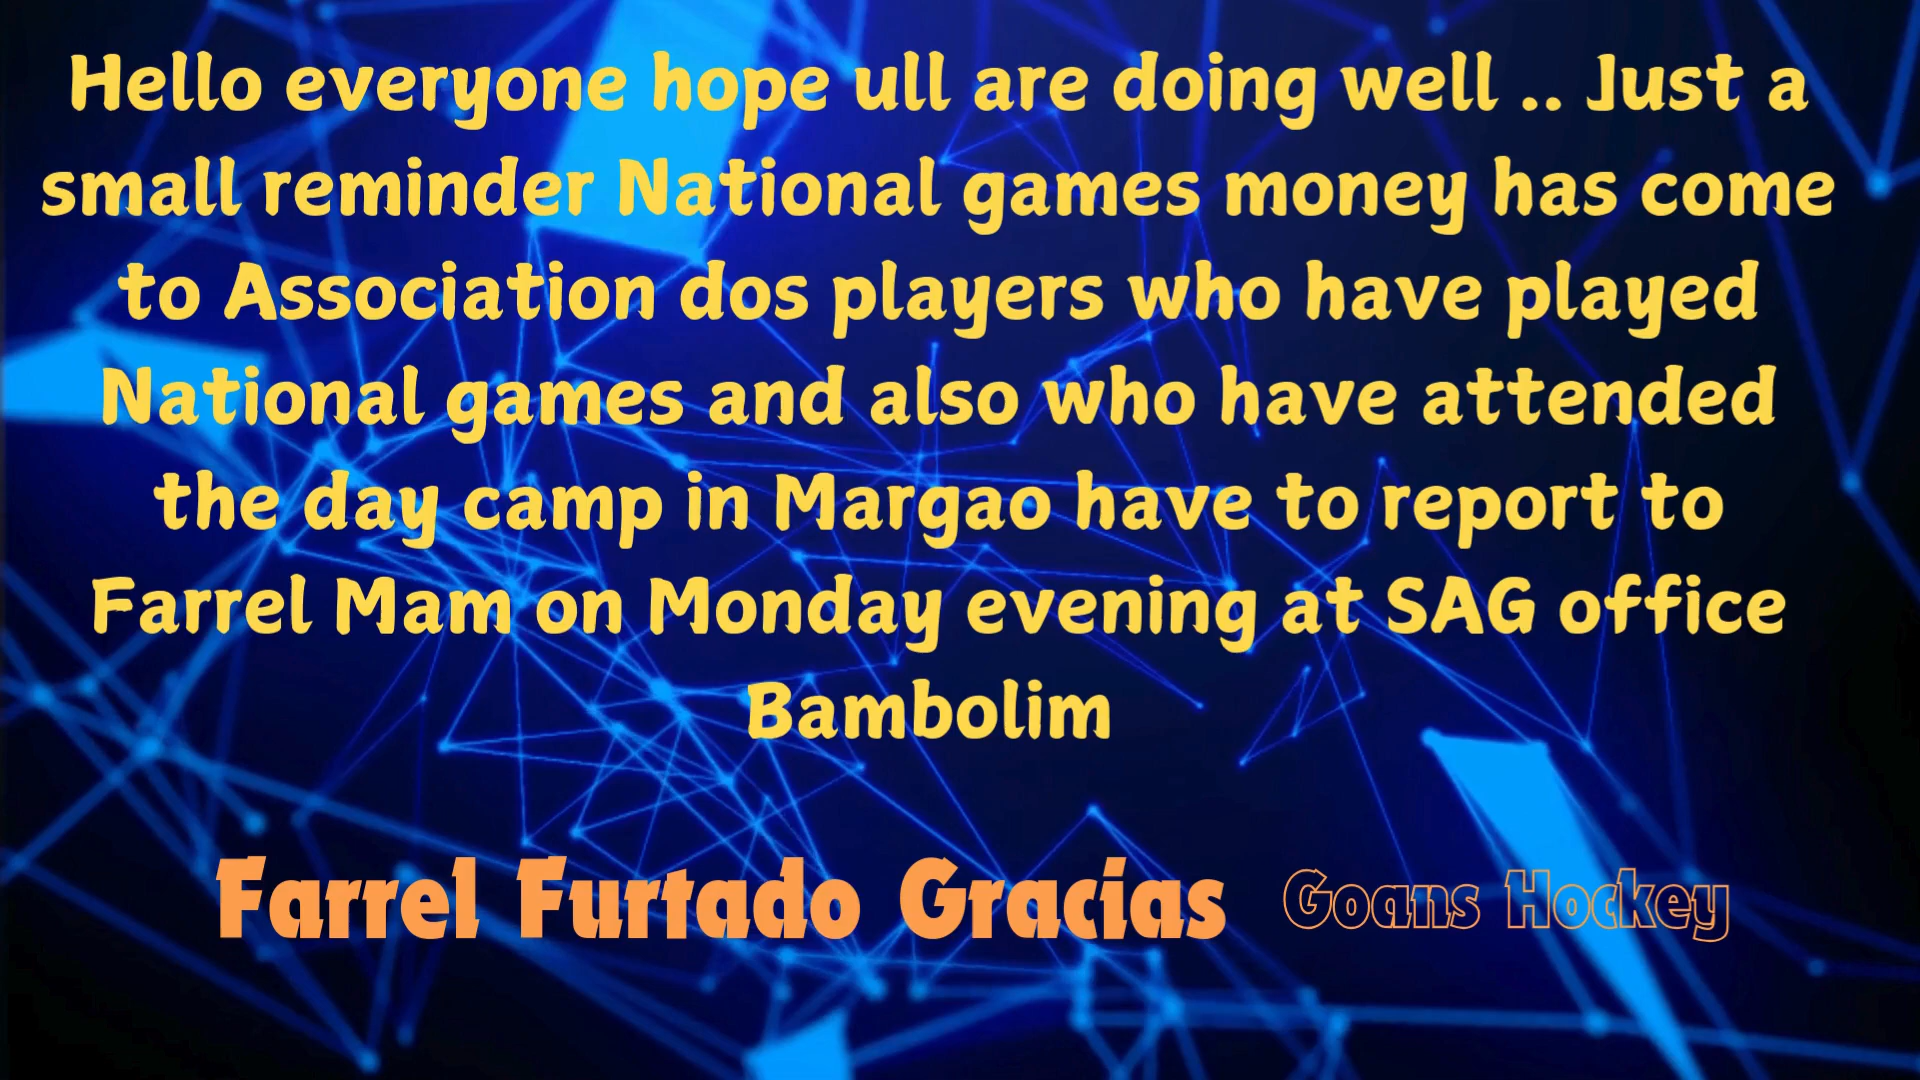 Hello everyone hope ull are doing well .. Just a
small reminder National games money has come
to Association dos players who have played
National games and also who have attended
the day camp in Margao have to report to
Farrel Mam on Monday evening at SAG office
Bambolim
Farrel Furtado Gracias Goans Hockey